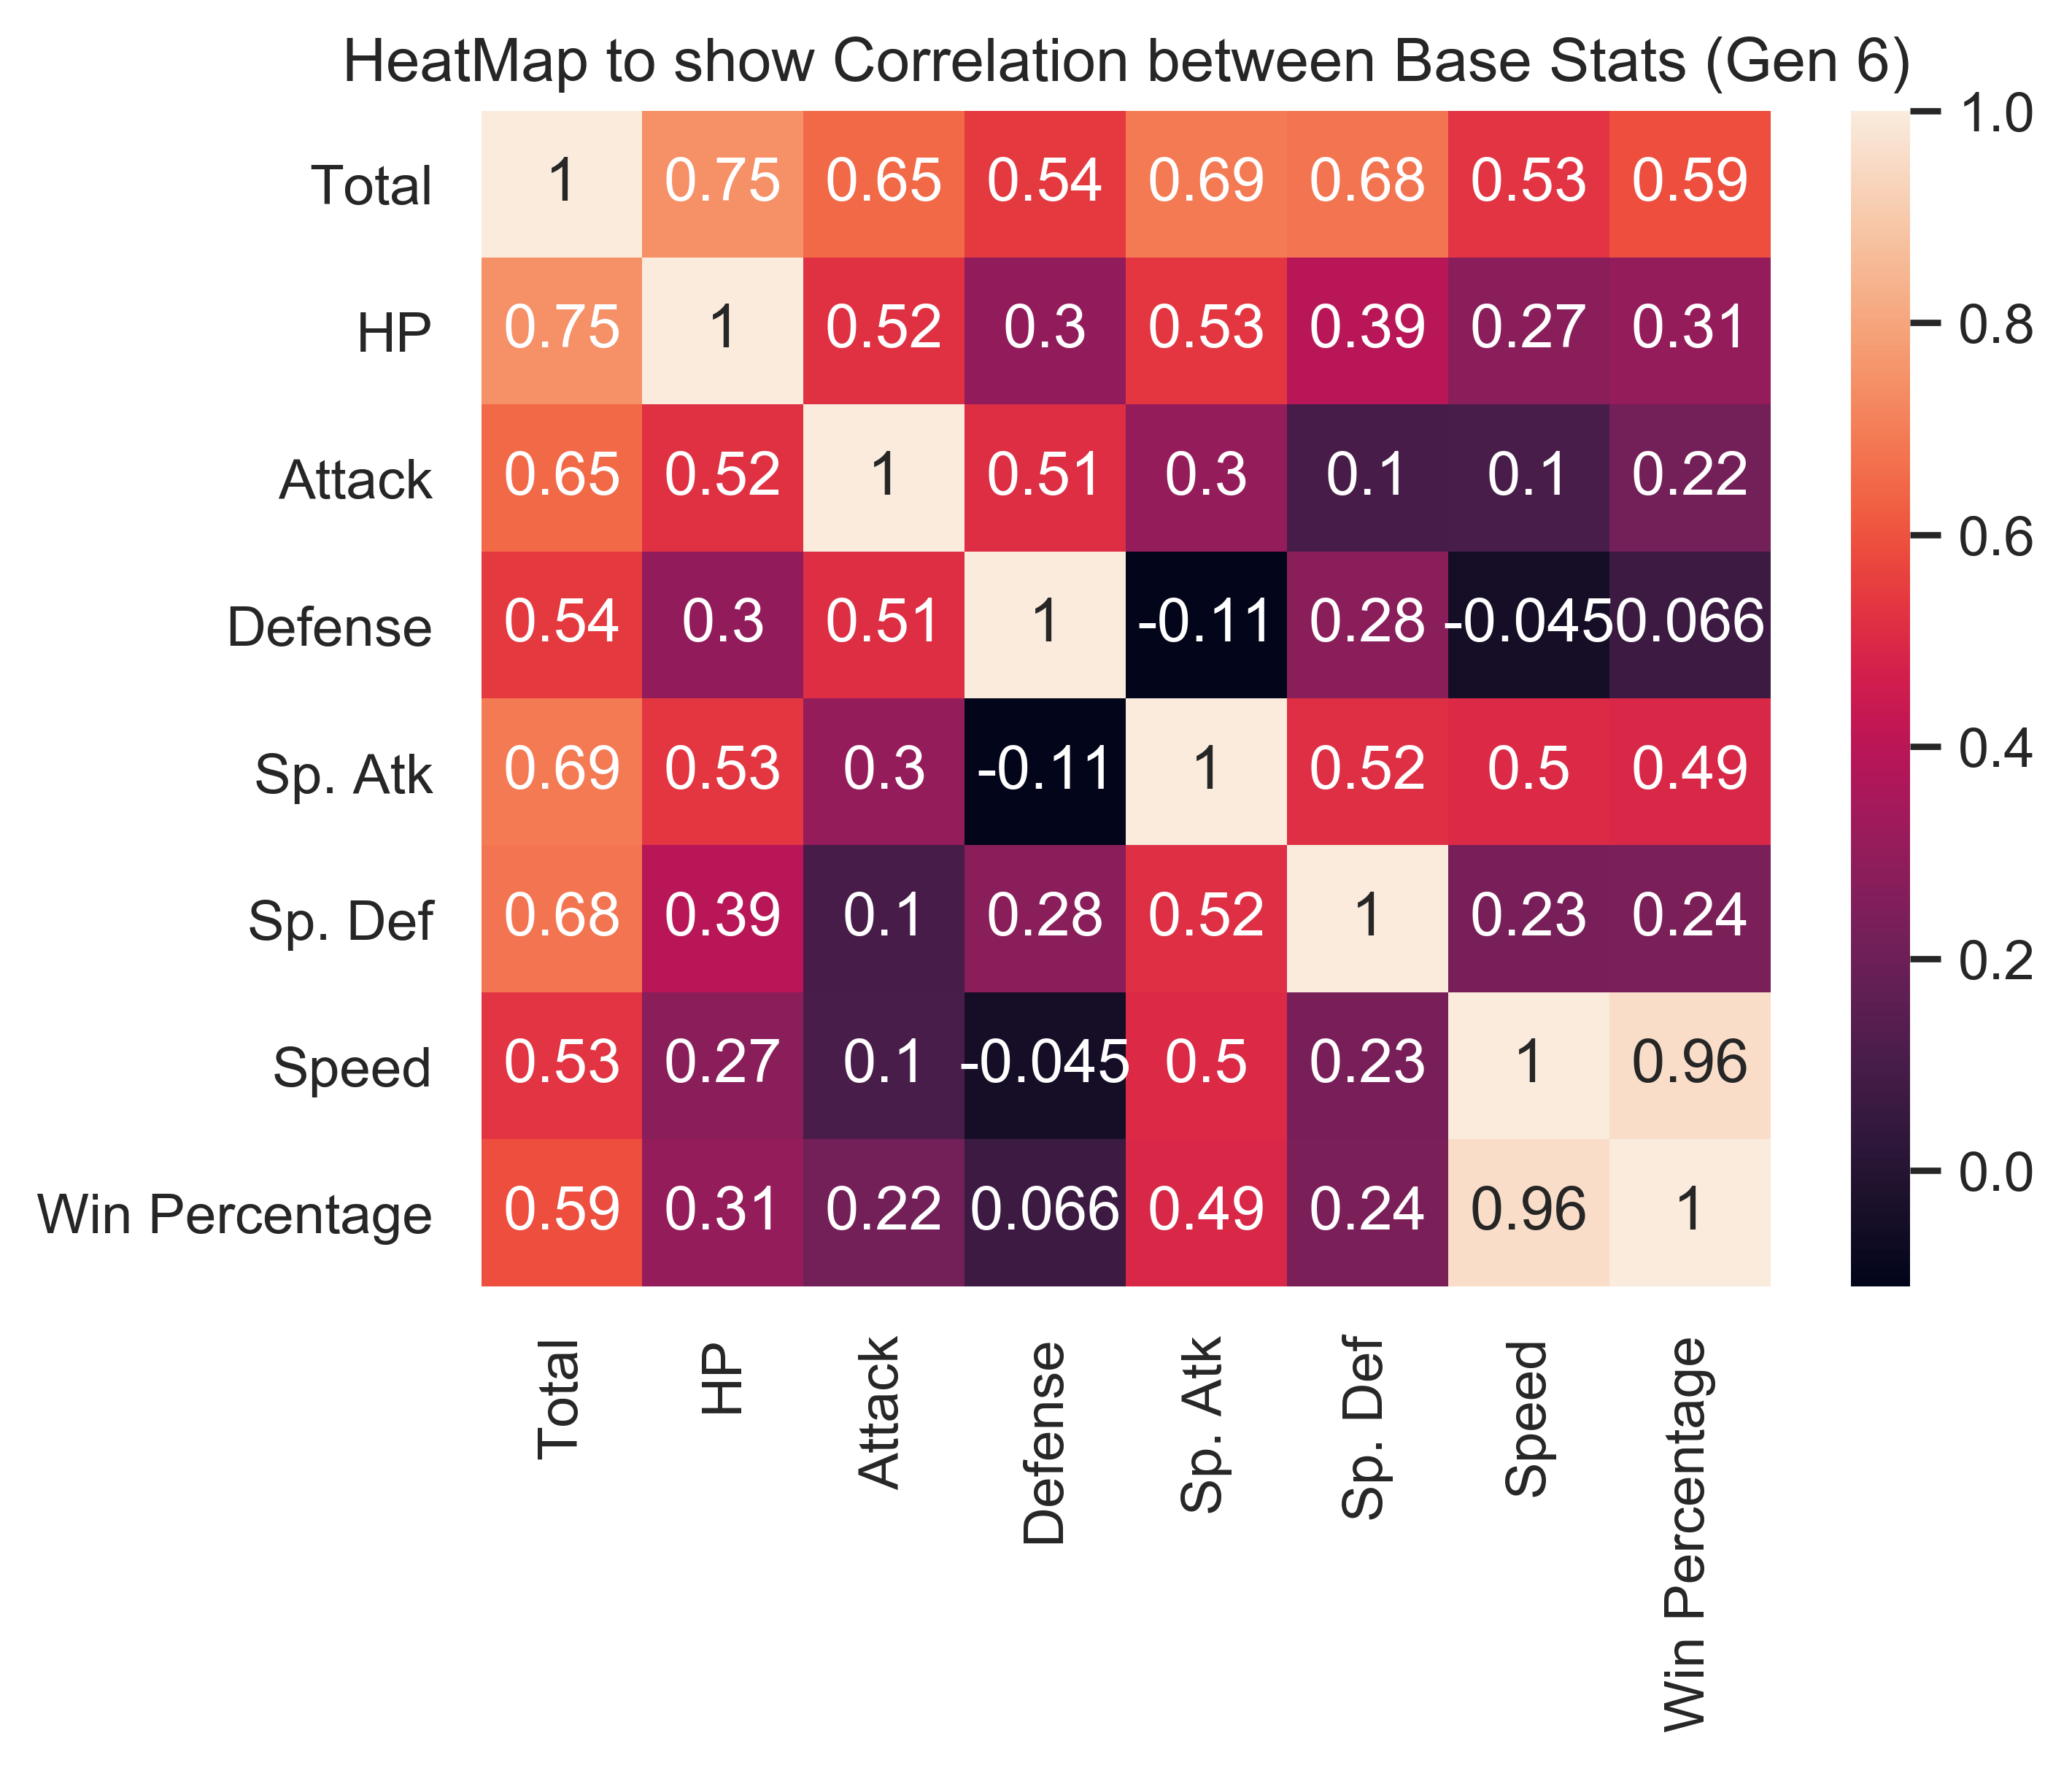 HeatMap to show Correlation between Base Stats (Gen 6)
Total 1 0.75 0.65 0.54 0.69 0.68 0.53 0.59
HP 0.75 1 0.52 0.3 0.53 0.39 0.27 0.31
Attack 0.65 0.52 1 0.51 0.3 0.1 0.1 0.22
Defense 0.54 0.3 0.51 1 -0.11 0.28 -0.045 0.066
Sp. Atk 0.69 0.53 0.3 -0.11 1 0.52 0.5 0.49
Sp. Def 0.68 0.39 0.1 0.28 0.52 1 0.23 0.24
Speed 0.53 0.27 0.1 -0.045 0.5 0.23 1 0.96
Win Percentage 0.59 0.31 0.22 0.066 0.49 0.24 0.96 1
Total
HP
Attack
Defense
Sp. Atk
Sp. Def
Speed
Win Percentage
1.0
0.8
0.6
0.4
0.2
0.0